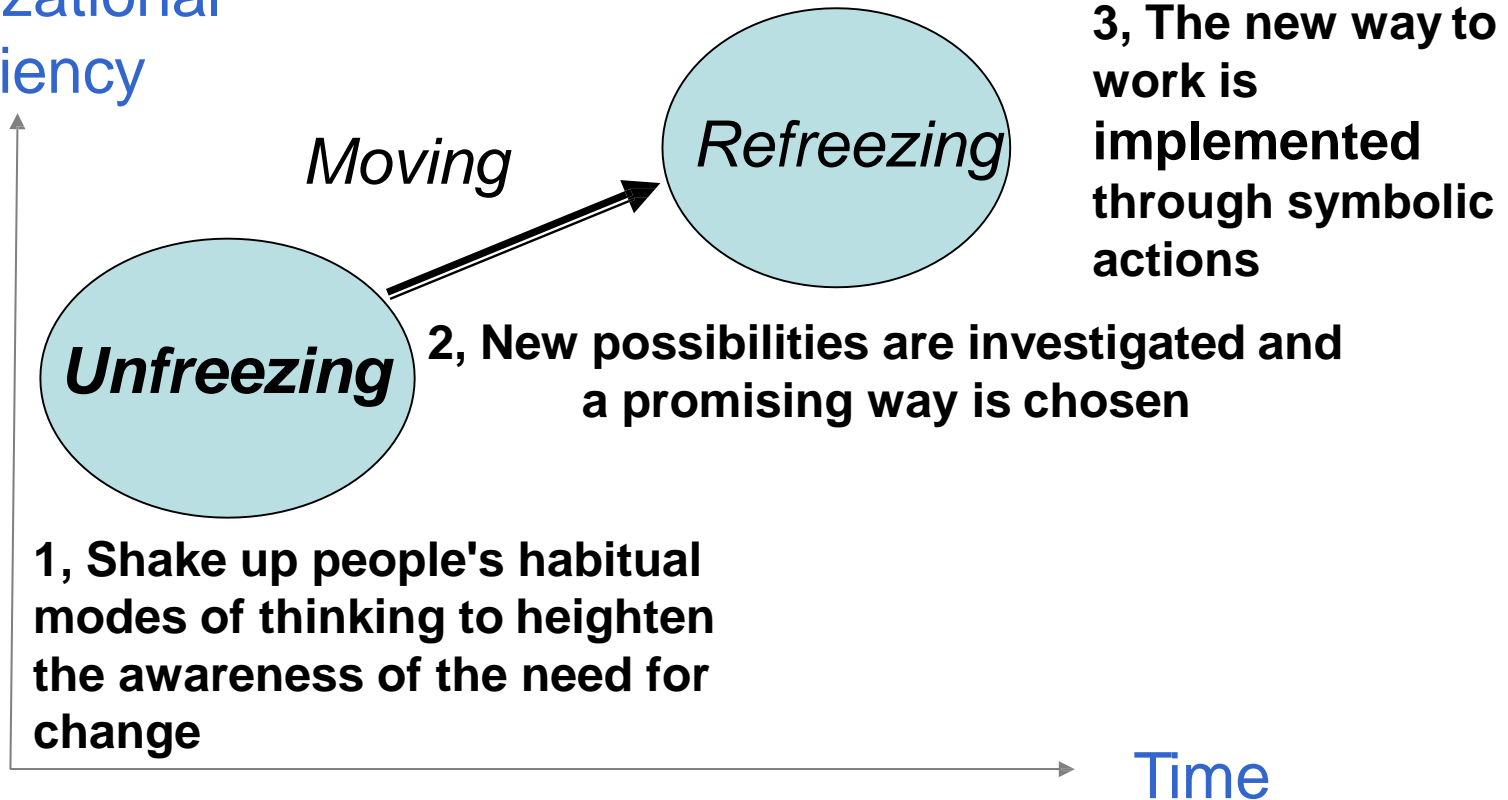 zational
iency
Moving
Refreezing
3, The new way to
work is
implemented
through symbolic
actions
Unfreezing
2, New possibilities are investigated and
a promising way is chosen
1, Shake up people's habitual
modes of thinking to heighten
the awareness of the need for
change
Time